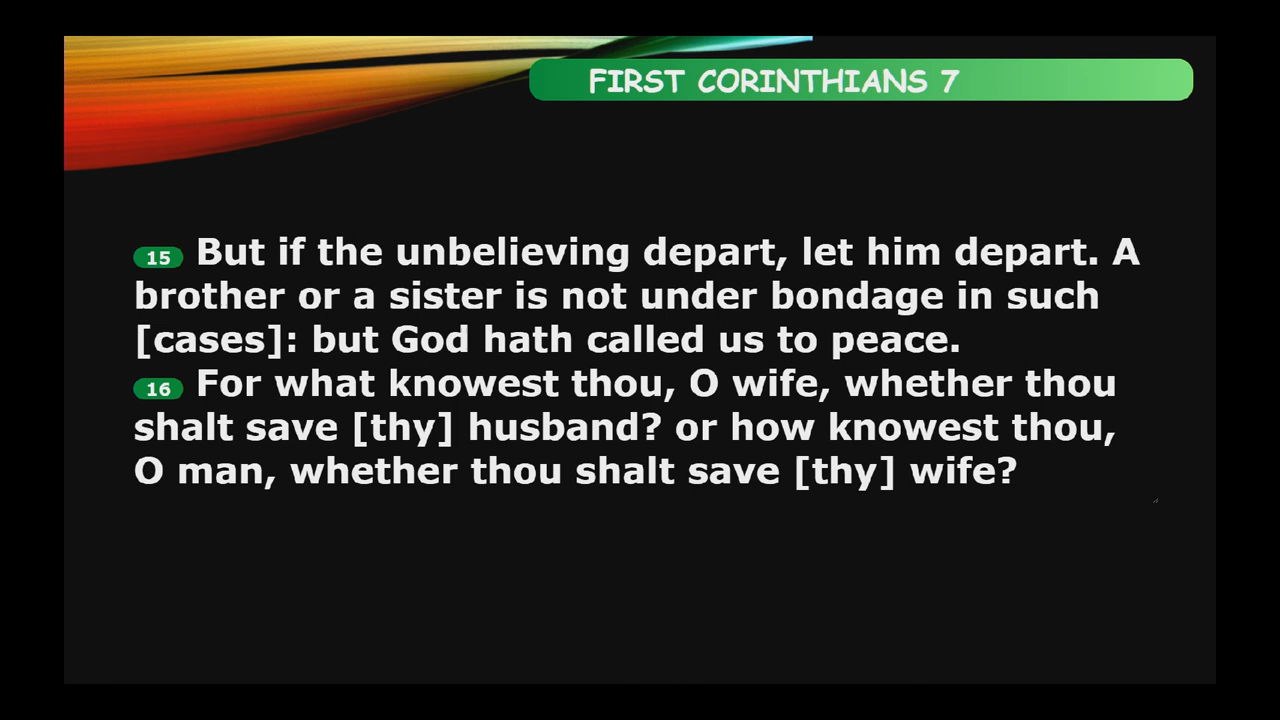 FIRST CORINTHIANS 7
15 But if the unbelieving depart, let him depart. A
brother or a sister is not under bondage in such
[cases]: but God hath called us to peace.
16 For what knowest thou, O wife, whether thou
shalt save [thy] husband? or how knowest thou,
O man, whether thou shalt save [thy] wife?